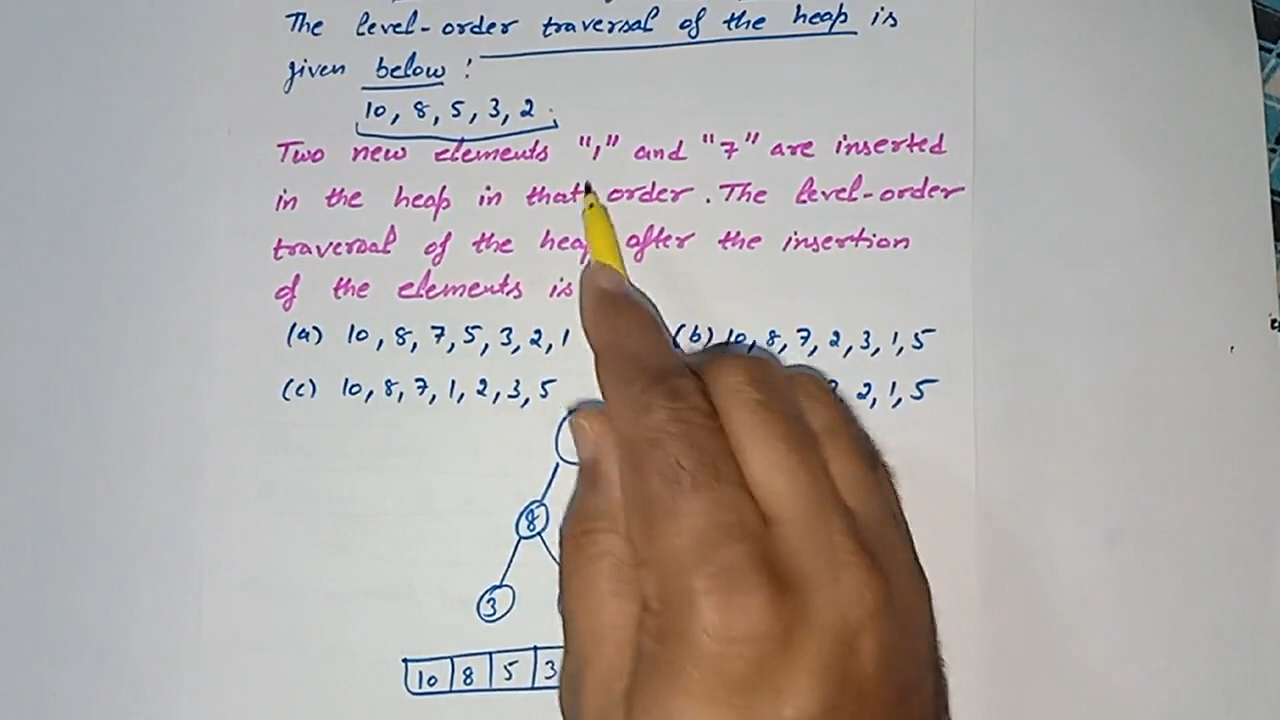 The level-order traversal of the heap is
given below :
10, 8, 5, 3, 2.
Two new elements "1" and "7" are inserted
in the heap in that order. The level-order
traversal of the heap after the insertion
of the elements is
(a) 10, 8, 7, 5, 3, 2, 1 (b) 10, 8, 7, 2, 3, 1, 5
(c) 10, 8, 7, 1, 2, 3, 5 2, 1, 5
8
3
10 8 5 3